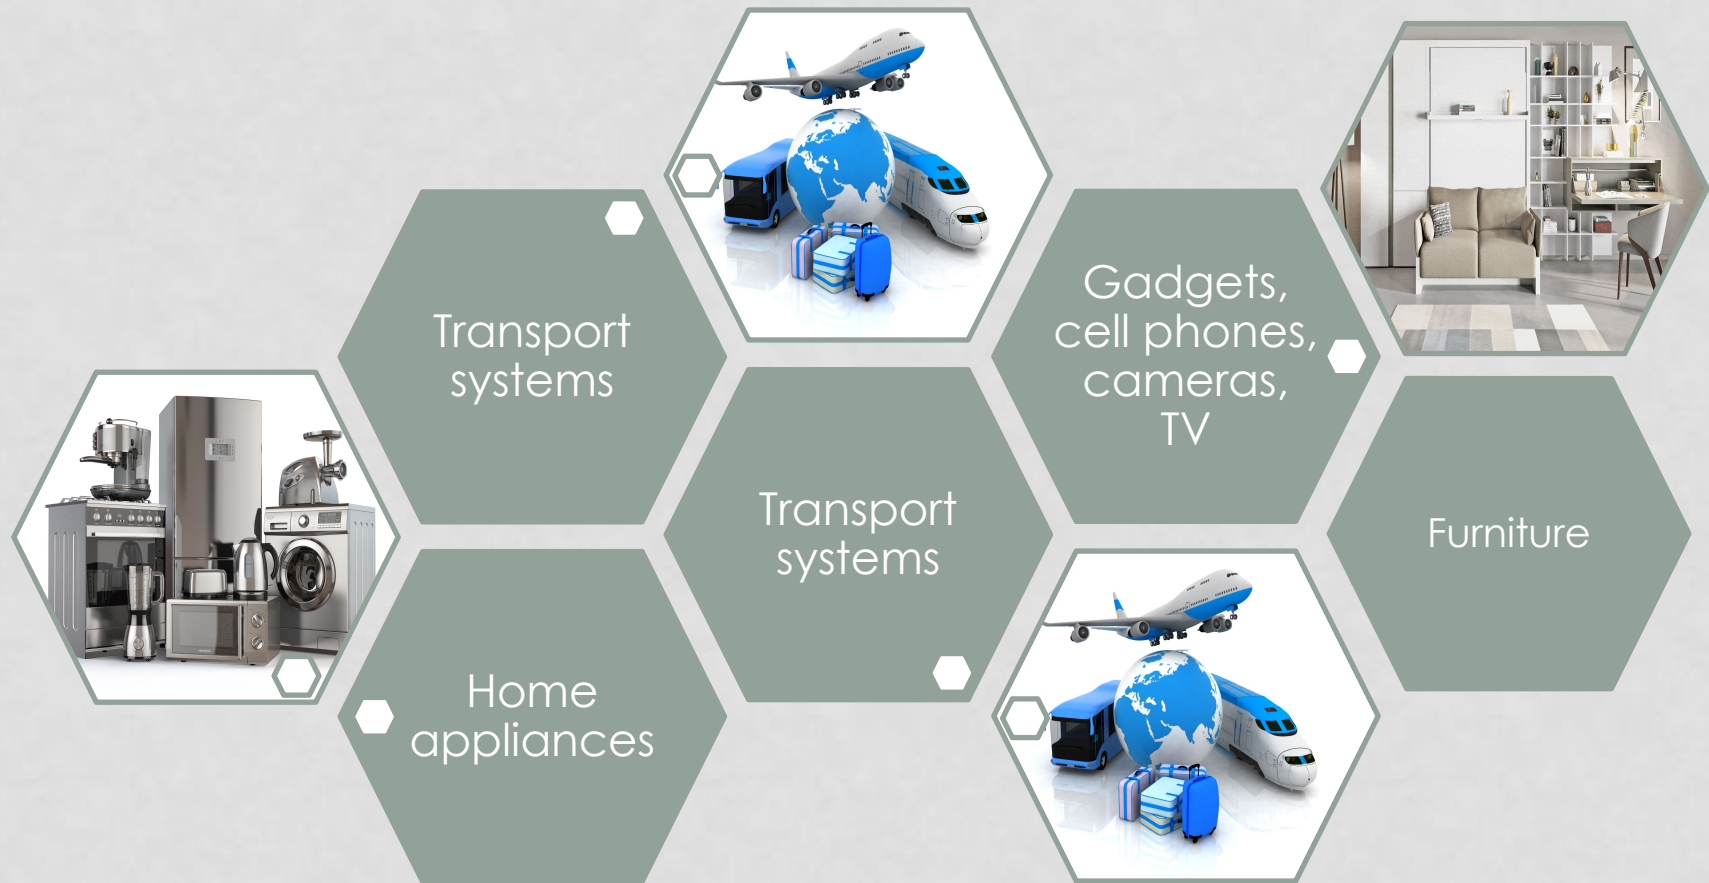 Transport
systems
Home
appliances
Transport
systems
Gadgets,
cell phones,
cameras,
TV
Furniture